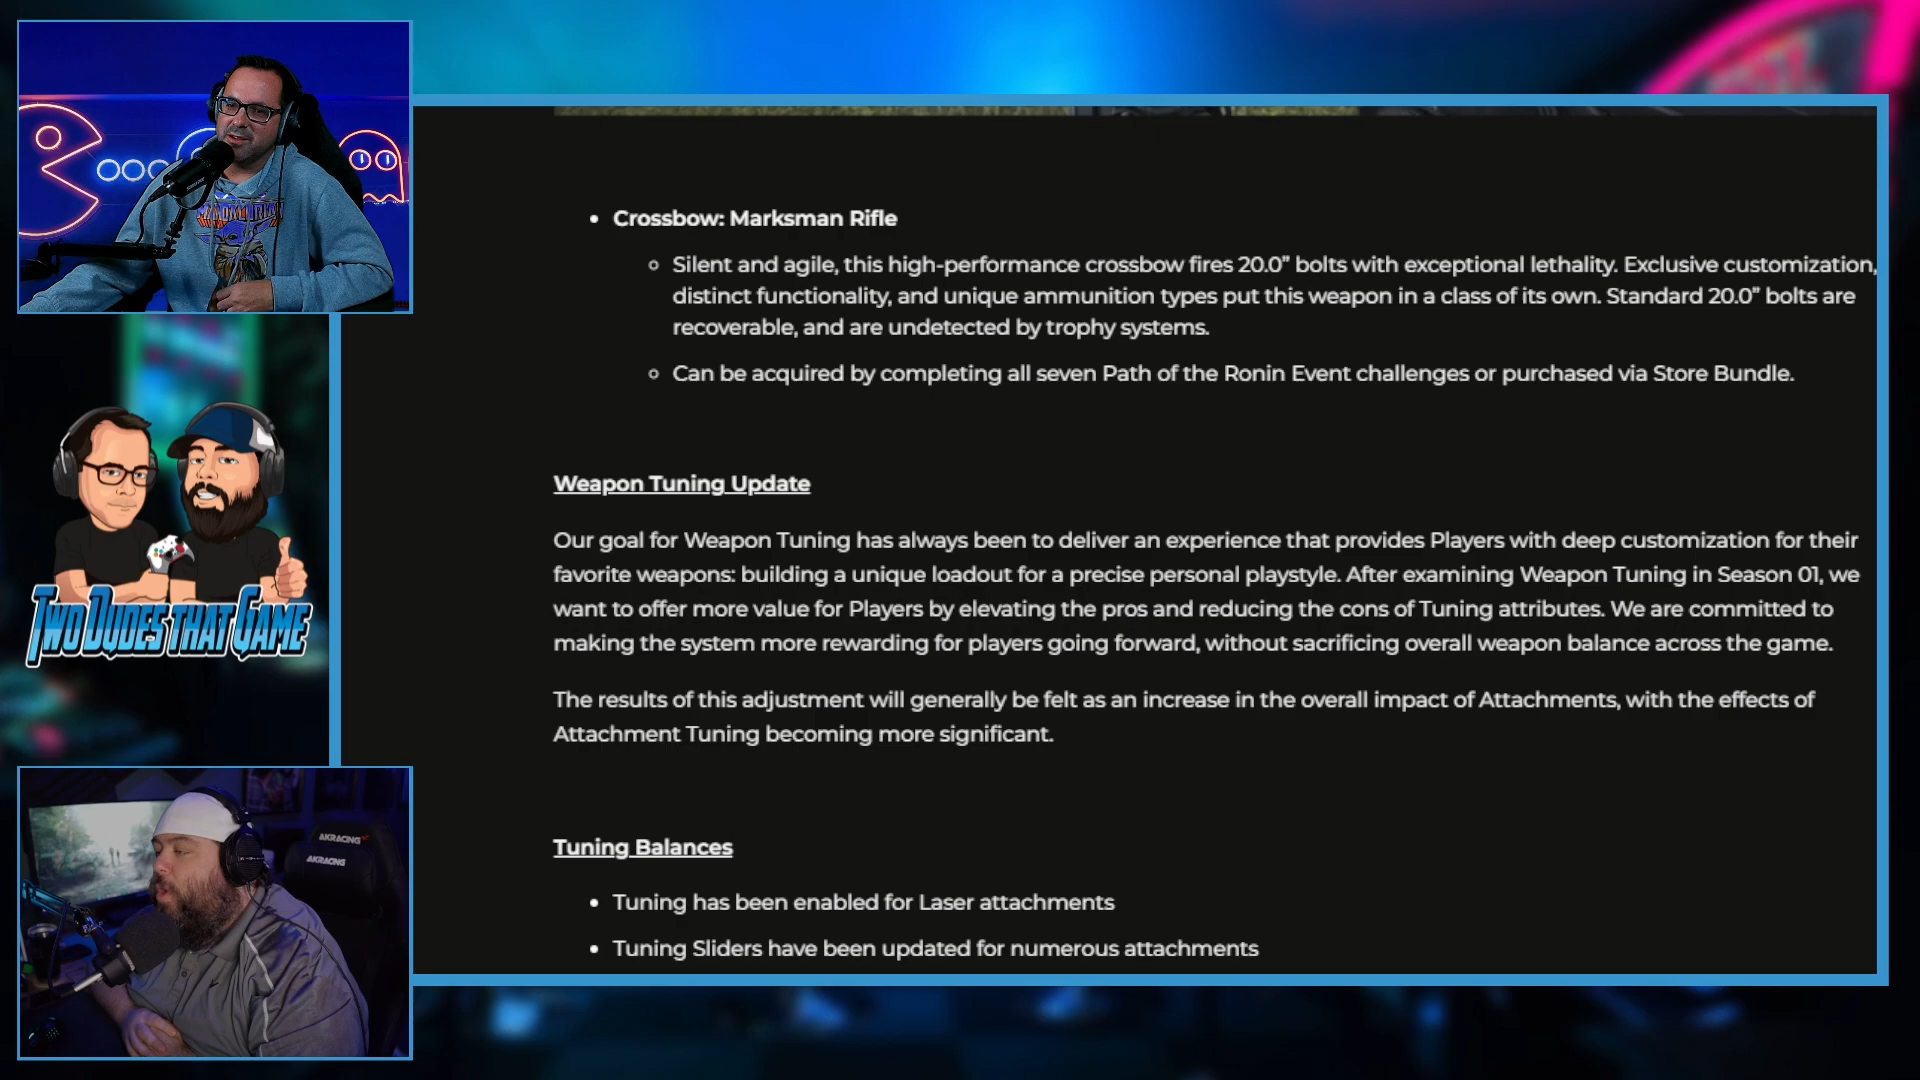 Crossbow: Marksman Rifle
Silent and agile, this high-performance crossbow fires 20.0” bolts with exceptional lethality. Exclusive customization,
distinct functionality, and unique ammunition types put this weapon in a class of its own. Standard 20.0” bolts are
recoverable, and are undetected by trophy systems.
Can be acquired by completing all seven Path of the Ronin Event challenges or purchased via Store Bundle.
Weapon Tuning Update
Our goal for Weapon Tuning has always been to deliver an experience that provides Players with deep customization for their
favorite weapons: building a unique loadout for a precise personal playstyle. After examining Weapon Tuning in Season 01, we
want to offer more value for Players by elevating the pros and reducing the cons of Tuning attributes. We are committed to
making the system more rewarding for players going forward, without sacrificing overall weapon balance across the game.
The results of this adjustment will generally be felt as an increase in the overall impact of Attachments, with the effects of
Attachment Tuning becoming more significant.
Tuning Balances
Tuning has been enabled for Laser attachments
Tuning Sliders have been updated for numerous attachments
TWO DUDES THAT GAME
AKRACING
AKRACING